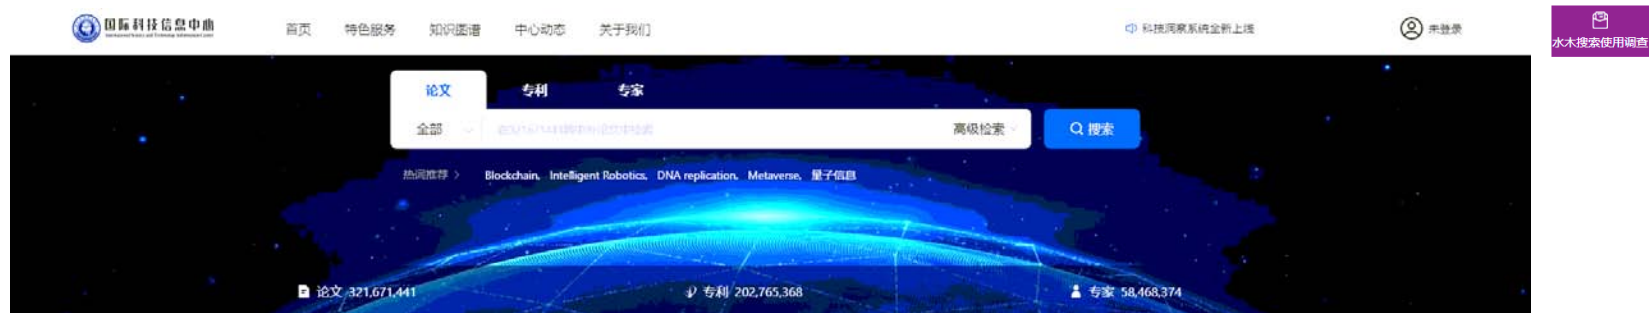 国际科技信息中心
首页 特色服务 知识图谱 中心动态 关于我们
科技洞察系统全新上线
未登录
水木搜索使用调查
论文 专利 专家
全部
高级检索
搜索
热词推荐 > Blockchain, Intelligent Robotics, DNA replication, Metaverse, 量子信息
论文 321,671,441
专利 202,765,368
专家 58,468,374